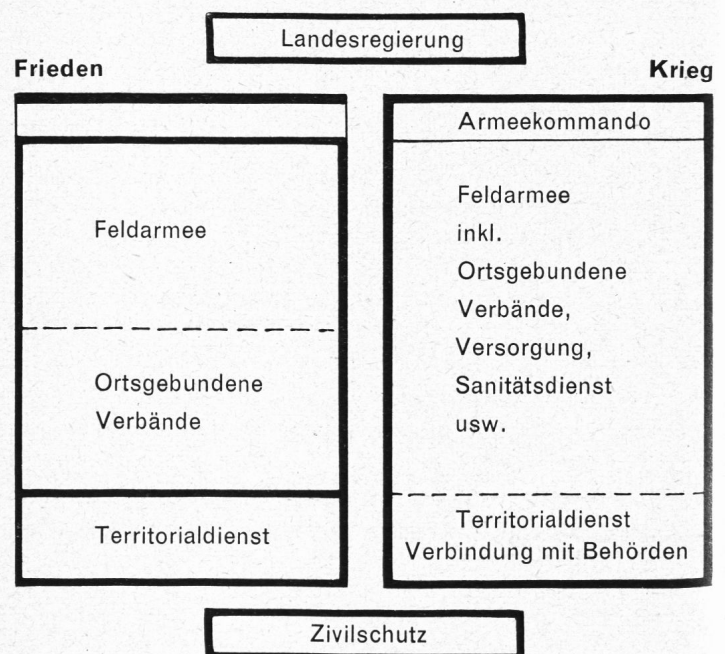 Landesregierung
Frieden
Krieg
Feldarmee
Ortsgebundene
Verbände
Territorialdienst
Armeekommando
Feldarmee
inkl.
Ortsgebundene
Verbände,
Versorgung,
Sanitätsdienst
usw.
Territorialdienst
Verbindung mit Behörden
Zivilschutz